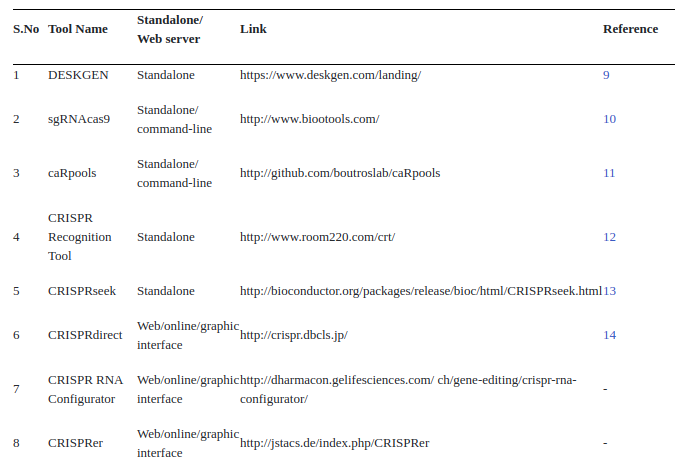 S.No Tool Name Standalone/ Web server Link Reference
1 DESKGEN Standalone https://www.deskgen.com/landing/ 9
2 sgRNAcas9 Standalone/ command-line http://www.biootools.com/ 10
3 caRpools Standalone/ command-line http://github.com/boutroslab/caRpools 11
4 CRISPR Recognition Tool Standalone http://www.room220.com/crt/ 12
5 CRISPRseek Standalone http://bioconductor.org/packages/release/bioc/html/CRISPRseek.html 13
6 CRISPRdirect Web/online/graphic interface http://crispr.dbcls.jp/ 14
7 CRISPR RNA Configurator Web/online/graphic interface http://dharmacon.gelifesciences.com/ ch/gene-editing/crispr-rna-configurator/ -
8 CRISPRer Web/online/graphic interface http://jstacs.de/index.php/CRISPRer -